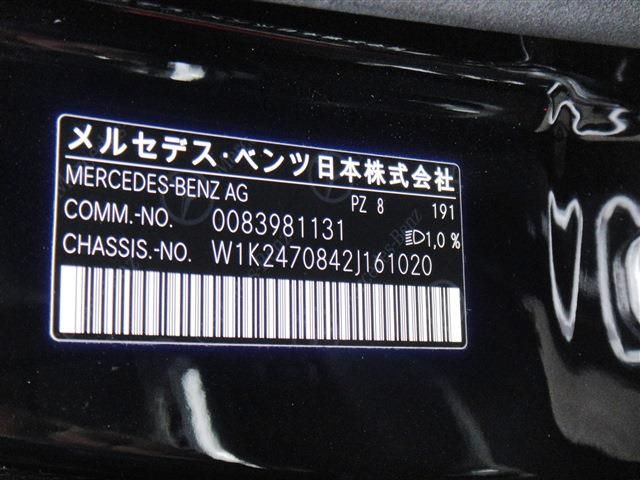 メルセデス・ベンツ日本株式会社
MERCEDES-BENZ AG PZ 8 191
COMM.-NO. 0083981131 1,0 %
CHASSIS.-NO. W1K2470842J161020